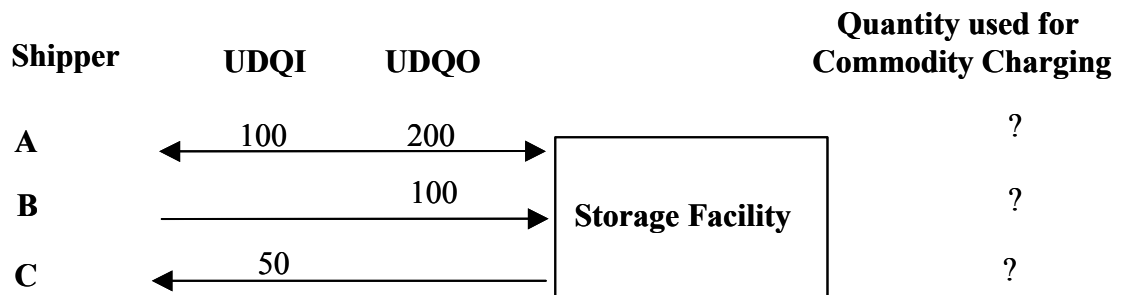 Quantity used for
Shipper UDQI UDQO Commodity Charging
A 100 200 ?
B 100 ?
Storage Facility
C 50 ?